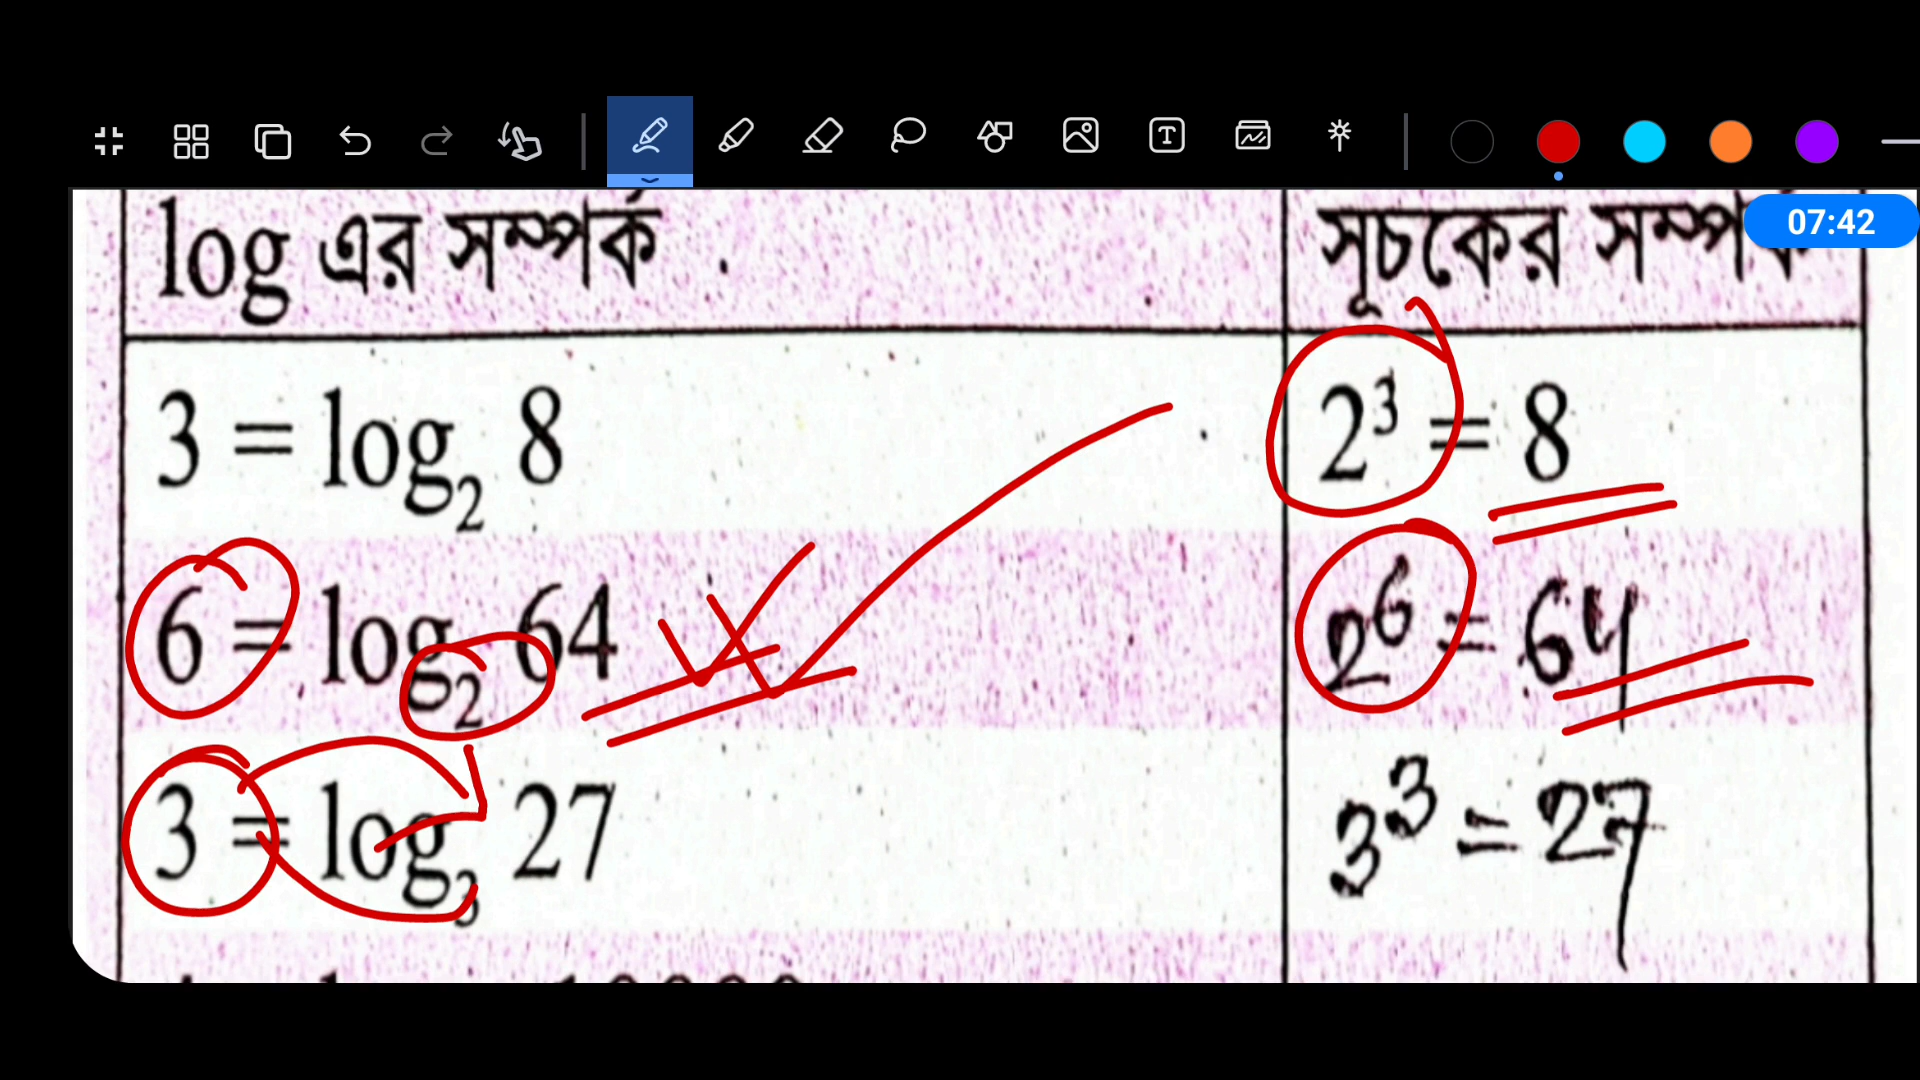 07:42
log এর সম্পর্ক
সূচকের সম্পর্ক
3 = log₂ 8
2³ = 8
6 = log₂ 64
2⁶ = 64
3 = log₃ 27
3³ = 27